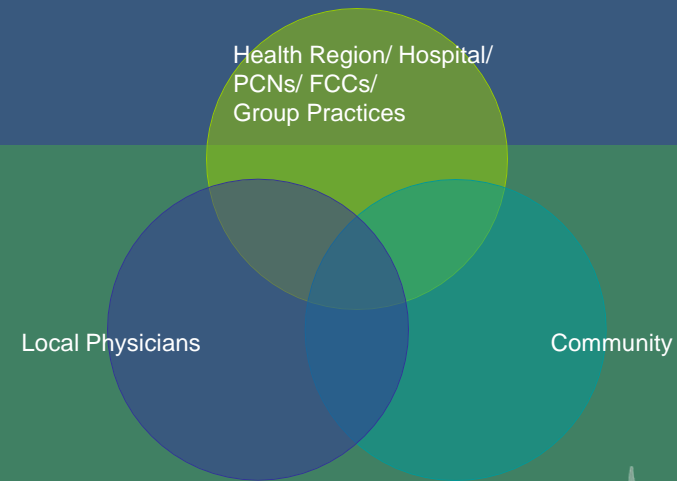 Health Region/ Hospital/
PCNs/ FCCs/
Group Practices
Local Physicians
Community